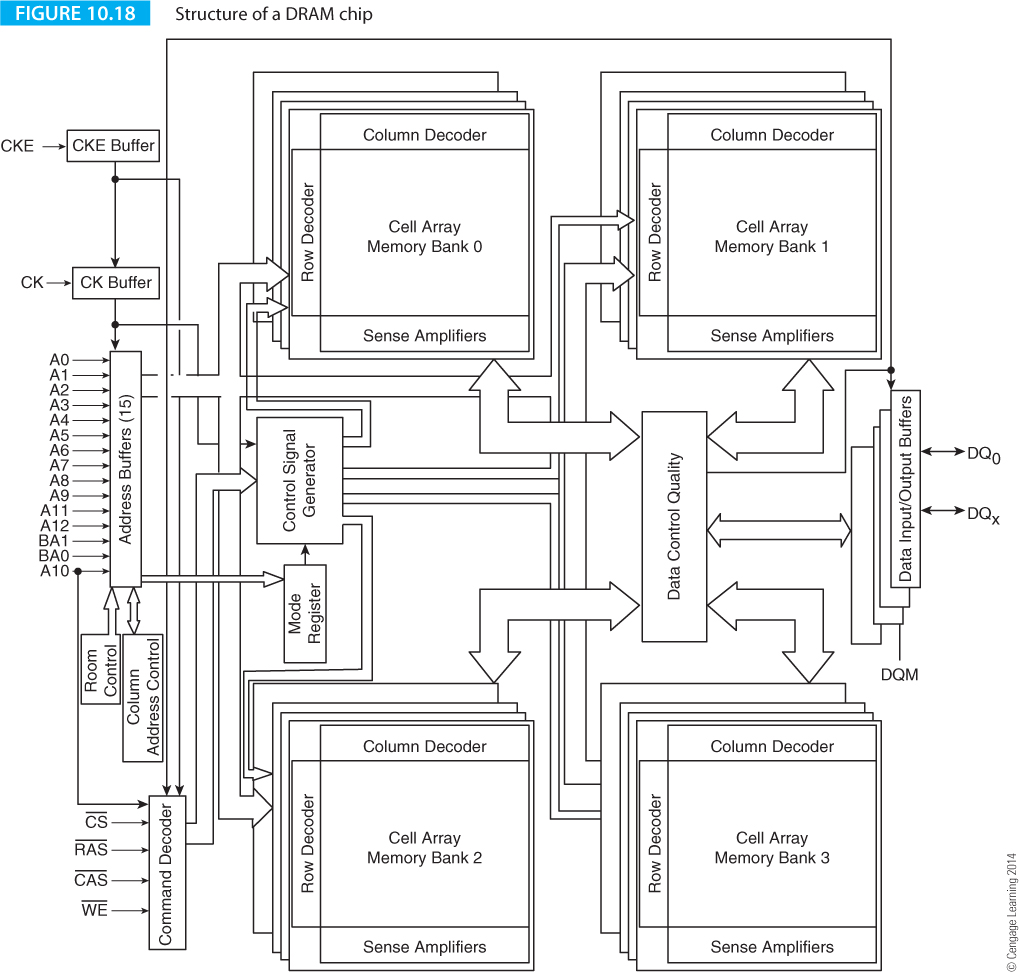 FIGURE 10.18 Structure of a DRAM chip
CKE
CKE Buffer
CK
CK Buffer
A0
A1
A2
A3
A4
A5
A6
A7
A8
A9
A11
A12
BA1
BA0
A10
Address Buffers (15)
Room
Control
Column
Address Control
CS
RAS
CAS
WE
Command Decoder
Column Decoder
Row Decoder
Cell Array
Memory Bank 0
Sense Amplifiers
Column Decoder
Row Decoder
Cell Array
Memory Bank 1
Sense Amplifiers
Control Signal
Generator
Mode
Register
Data Control Quality
Data Input/Output Buffers
DQ0
DQx
DQM
Column Decoder
Row Decoder
Cell Array
Memory Bank 2
Sense Amplifiers
Column Decoder
Row Decoder
Cell Array
Memory Bank 3
Sense Amplifiers
© Cengage Learning 2014